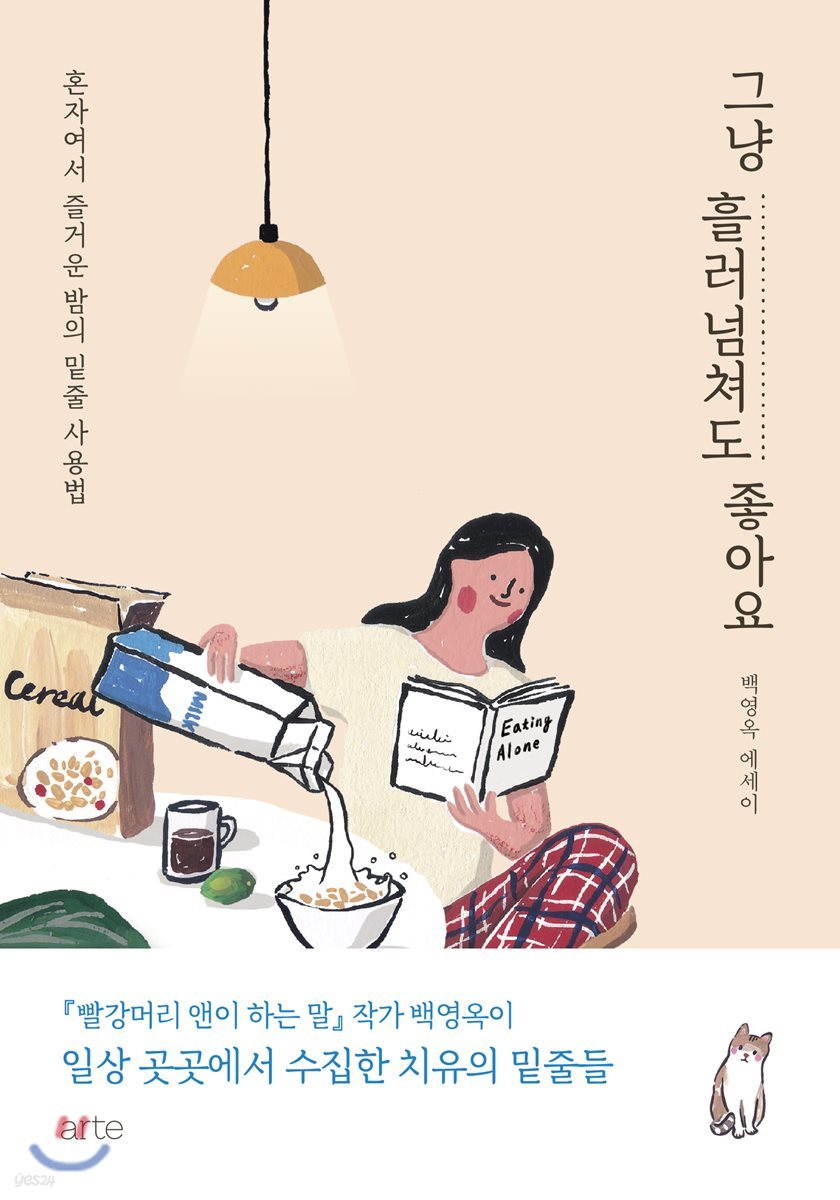 그냥 흘러넘쳐도 좋아요
백영옥 에세이
혼자여서 즐거운 밤의 밑줄 사용법
Cereal
MILK
Eating
Alone
『빨강머리 앤이 하는 말』 작가 백영옥이
일상 곳곳에서 수집한 치유의 밑줄들
arte
yes24